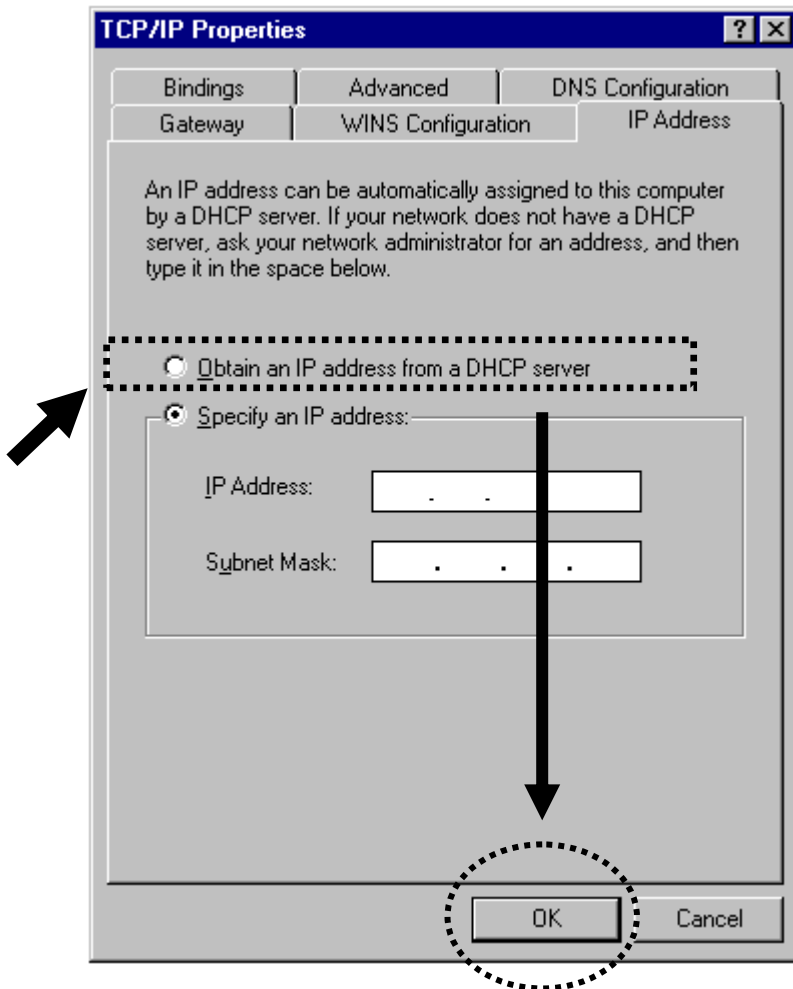 TCP/IP Properties
Bindings Advanced DNS Configuration
Gateway WINS Configuration IP Address
An IP address can be automatically assigned to this computer
by a DHCP server. If your network does not have a DHCP
server, ask your network administrator for an address, and then
type it in the space below.
Obtain an IP address from a DHCP server
Specify an IP address:
IP Address: . .
Subnet Mask: . . .
OK Cancel